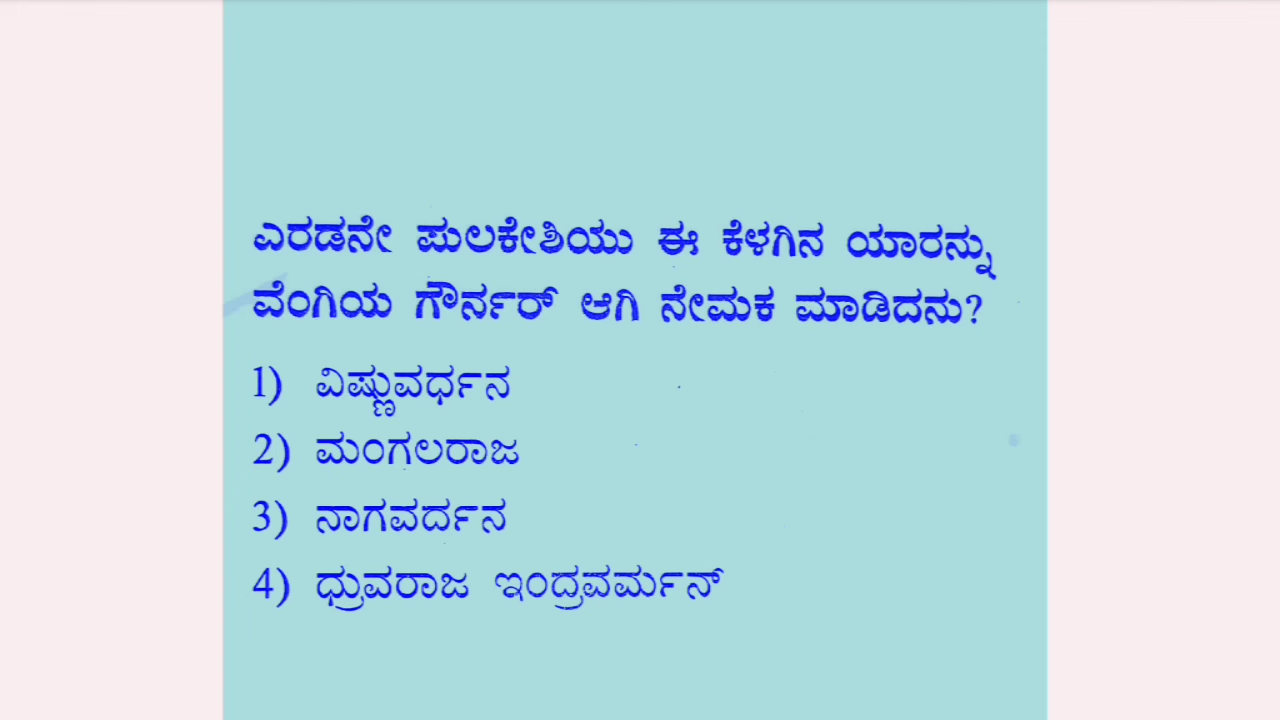 ಎರಡನೇ ಪುಲಕೇಶಿಯು ಈ ಕೆಳಗಿನ ಯಾರನ್ನು
ವೆಂಗಿಯ ಗೌರ್ನರ್ ಆಗಿ ನೇಮಕ ಮಾಡಿದನು?
1) ವಿಷ್ಣುವರ್ಧನ
2) ಮಂಗಲರಾಜ
3) ನಾಗವರ್ದನ
4) ಧ್ರುವರಾಜ ಇಂದ್ರವರ್ಮನ್